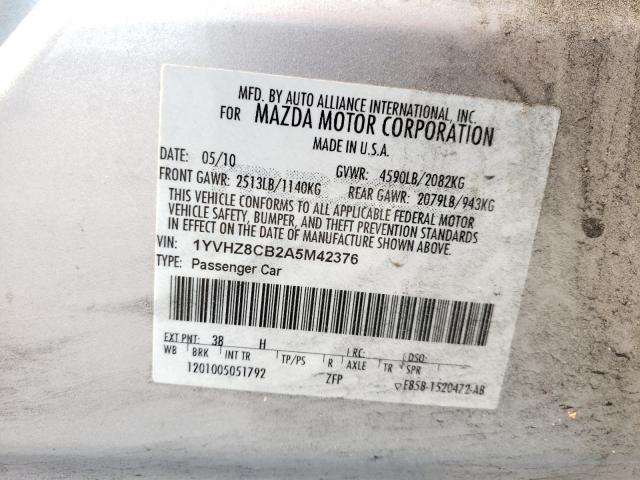 MFD. BY AUTO ALLIANCE INTERNATIONAL, INC.
FOR MAZDA MOTOR CORPORATION
MADE IN U.S.A.
DATE: 05/10 GVWR: 4590LB/2082KG
FRONT GAWR: 2513LB/1140KG REAR GAWR: 2079LB/943KG
THIS VEHICLE CONFORMS TO ALL APPLICABLE FEDERAL MOTOR
VEHICLE SAFETY, BUMPER, AND THEFT PREVENTION STANDARDS
IN EFFECT ON THE DATE OF MANUFACTURE SHOWN ABOVE.
VIN: 1YVHZ8CB2A5M42376
TYPE: Passenger Car
EXT PNT: 38 H RC: DSO:
WB BRK INT TR TP/PS R AXLE TR SPR
1201005051792 ZFP F85B-1520472-AB